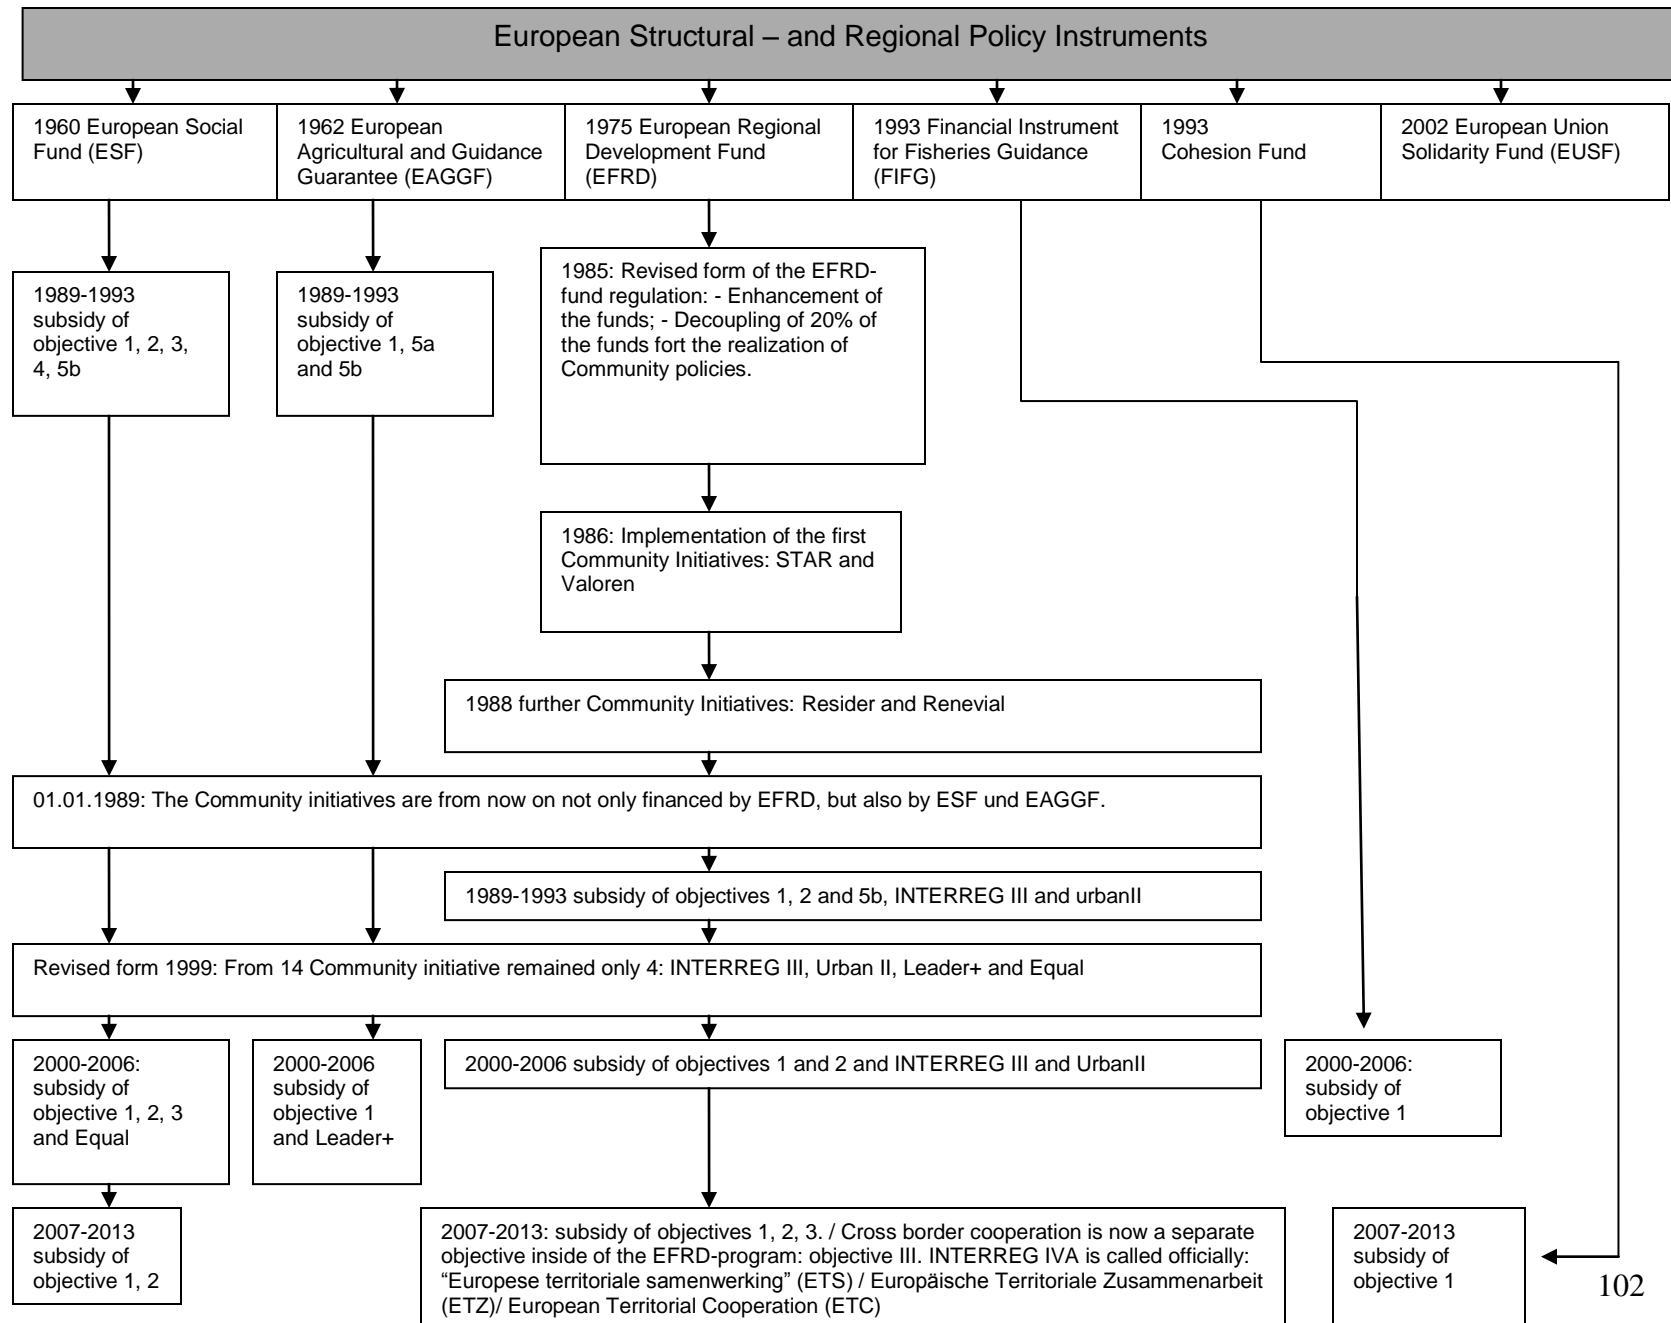 European Structural – and Regional Policy Instruments
1960 European Social
Fund (ESF)
1962 European
Agricultural and Guidance
Guarantee (EAGGF)
1975 European Regional
Development Fund
(EFRD)
1993 Financial Instrument
for Fisheries Guidance
(FIFG)
1993
Cohesion Fund
2002 European Union
Solidarity Fund (EUSF)
1989-1993
subsidy of
objective 1, 2, 3,
4, 5b
1989-1993
subsidy of
objective 1, 5a
and 5b
1985: Revised form of the EFRD-
fund regulation: - Enhancement of
the funds; - Decoupling of 20% of
the funds fort the realization of
Community policies.
1986: Implementation of the first
Community Initiatives: STAR and
Valoren
1988 further Community Initiatives: Resider and Renevial
01.01.1989: The Community initiatives are from now on not only financed by EFRD, but also by ESF und EAGGF.
1989-1993 subsidy of objectives 1, 2 and 5b, INTERREG III and urbanII
Revised form 1999: From 14 Community initiative remained only 4: INTERREG III, Urban II, Leader+ and Equal
2000-2006:
subsidy of
objective 1, 2, 3
and Equal
2000-2006
subsidy of
objective 1
and Leader+
2000-2006 subsidy of objectives 1 and 2 and INTERREG III and UrbanII
2000-2006:
subsidy of
objective 1
2007-2013
subsidy of
objective 1, 2
2007-2013: subsidy of objectives 1, 2, 3. / Cross border cooperation is now a separate
objective inside of the EFRD-program: objective III. INTERREG IVA is called officially:
“Europese territoriale samenwerking” (ETS) / Europäische Territoriale Zusammenarbeit
(ETZ)/ European Territorial Cooperation (ETC)
2007-2013
subsidy of
objective 1
102